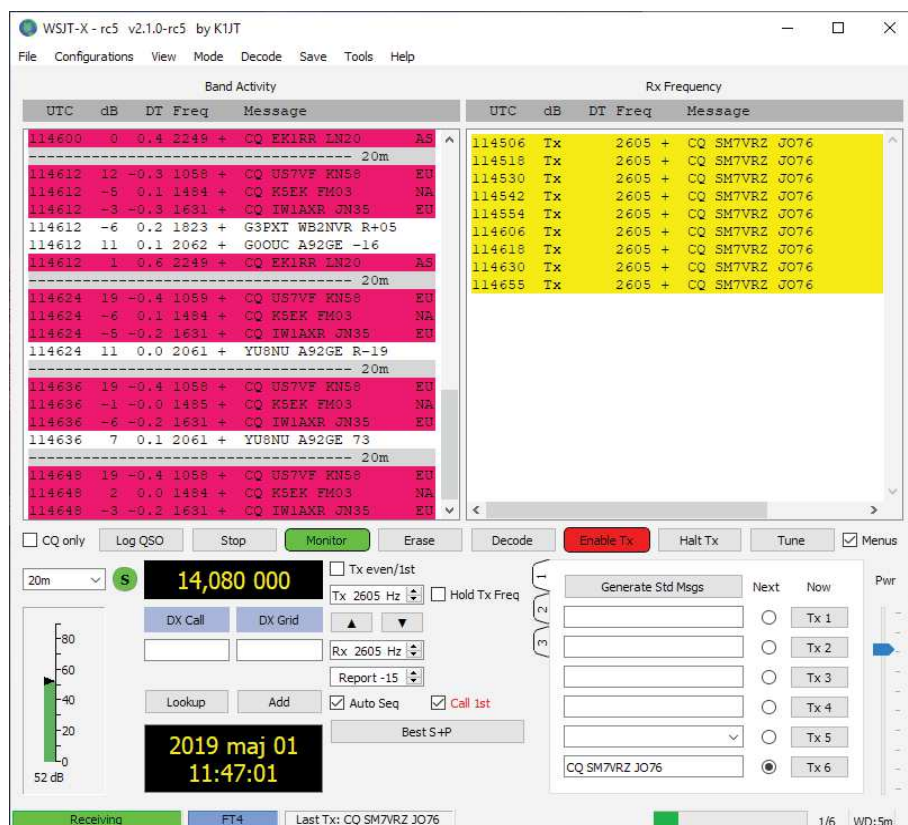 WSJT-X - rc5 v2.1.0-rc5 by K1JT
File Configurations View Mode Decode Save Tools Help
Band Activity
UTC dB DT Freq Message
114600 0 0.4 2249 + CQ EK1RR LN20 AS
------------------------------------ 20m
114612 12 -0.3 1058 + CQ US7VF KN58 EU
114612 -5 0.1 1484 + CQ K5EK FM03 NA
114612 -3 -0.3 1631 + CQ IW1AXR JN35 EU
114612 -6 0.2 1823 + G3PXT WB2NVR R+05
114612 11 0.1 2062 + G0OUC A92GE -16
114612 1 0.6 2249 + CQ EK1RR LN20 AS
------------------------------------ 20m
114624 19 -0.4 1059 + CQ US7VF KN58 EU
114624 -6 0.1 1484 + CQ K5EK FM03 NA
114624 -5 -0.2 1631 + CQ IW1AXR JN35 EU
114624 11 0.0 2061 + YU8NU A92GE R-19
------------------------------------ 20m
114636 19 -0.4 1058 + CQ US7VF KN58 EU
114636 -1 -0.0 1485 + CQ K5EK FM03 NA
114636 -6 -0.2 1631 + CQ IW1AXR JN35 EU
114636 7 0.1 2061 + YU8NU A92GE 73
------------------------------------ 20m
114648 19 -0.4 1058 + CQ US7VF KN58 EU
114648 2 0.0 1484 + CQ K5EK FM03 NA
114648 -3 -0.2 1631 + CQ IW1AXR JN35 EU
Rx Frequency
UTC dB DT Freq Message
114506 Tx 2605 + CQ SM7VRZ JO76
114518 Tx 2605 + CQ SM7VRZ JO76
114530 Tx 2605 + CQ SM7VRZ JO76
114542 Tx 2605 + CQ SM7VRZ JO76
114554 Tx 2605 + CQ SM7VRZ JO76
114606 Tx 2605 + CQ SM7VRZ JO76
114618 Tx 2605 + CQ SM7VRZ JO76
114630 Tx 2605 + CQ SM7VRZ JO76
114655 Tx 2605 + CQ SM7VRZ JO76
CQ only Log QSO Stop Monitor Erase Decode Enable Tx Halt Tx Tune Menus
20m S 14,080 000
Tx even/1st
Tx 2605 Hz Hold Tx Freq
DX Call DX Grid
Rx 2605 Hz
Report -15
Lookup Add
Auto Seq Call 1st
Best S+P
2019 maj 01
11:47:01
80
60
40
20
0
52 dB
1
2
3
Generate Std Msgs Next Now Pwr
Tx 1
Tx 2
Tx 3
Tx 4
Tx 5
CQ SM7VRZ JO76 Tx 6
Receiving FT4 Last Tx: CQ SM7VRZ JO76 1/6 WD:5m